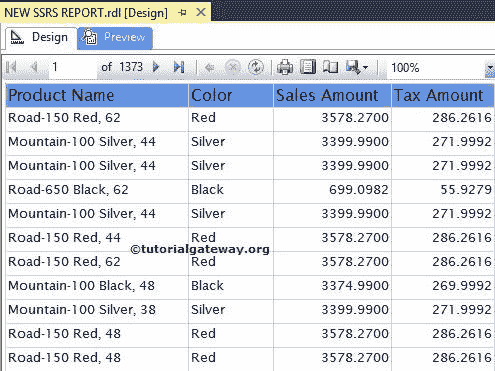 NEW SSRS REPORT.rdl [Design]
Design Preview
1 of 1373 100%
Product Name Color Sales Amount Tax Amount
Road-150 Red, 62 Red 3578.2700 286.2616
Mountain-100 Silver, 44 Silver 3399.9900 271.9992
Mountain-100 Silver, 44 Silver 3399.9900 271.9992
Road-650 Black, 62 Black 699.0982 55.9279
Mountain-100 Silver, 44 Silver 3399.9900 271.9992
Road-150 Red, 44 Red 3578.2700 286.2616
©tutorialgateway.org
Road-150 Red, 62 Red 3578.2700 286.2616
Mountain-100 Black, 48 Black 3374.9900 269.9992
Mountain-100 Silver, 38 Silver 3399.9900 271.9992
Road-150 Red, 48 Red 3578.2700 286.2616
Road-150 Red, 48 Red 3578.2700 286.2616